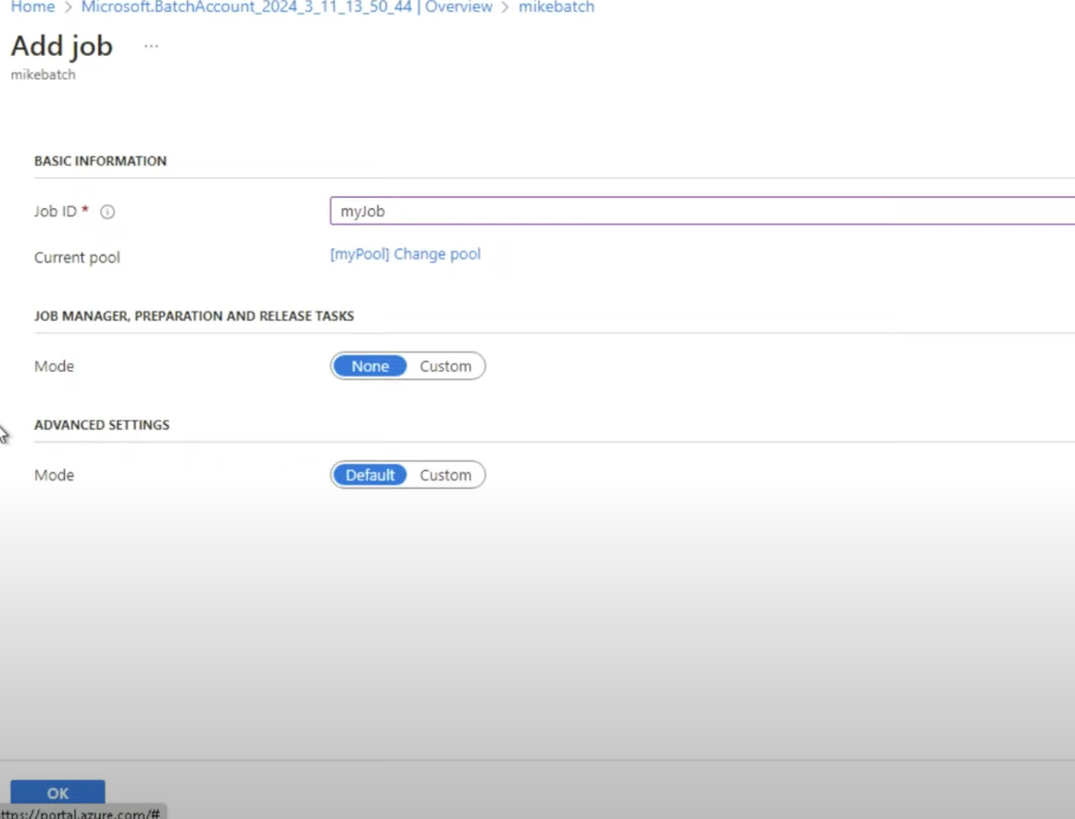 Home > Microsoft.BatchAccount_2024_3_11_13_50_44 | Overview > mikebatch
Add job ...
mikebatch
BASIC INFORMATION
Job ID *
myJob
Current pool
[myPool] Change pool
JOB MANAGER, PREPARATION AND RELEASE TASKS
Mode
None Custom
ADVANCED SETTINGS
Mode
Default Custom
OK
ttps://portal.azure.com/#